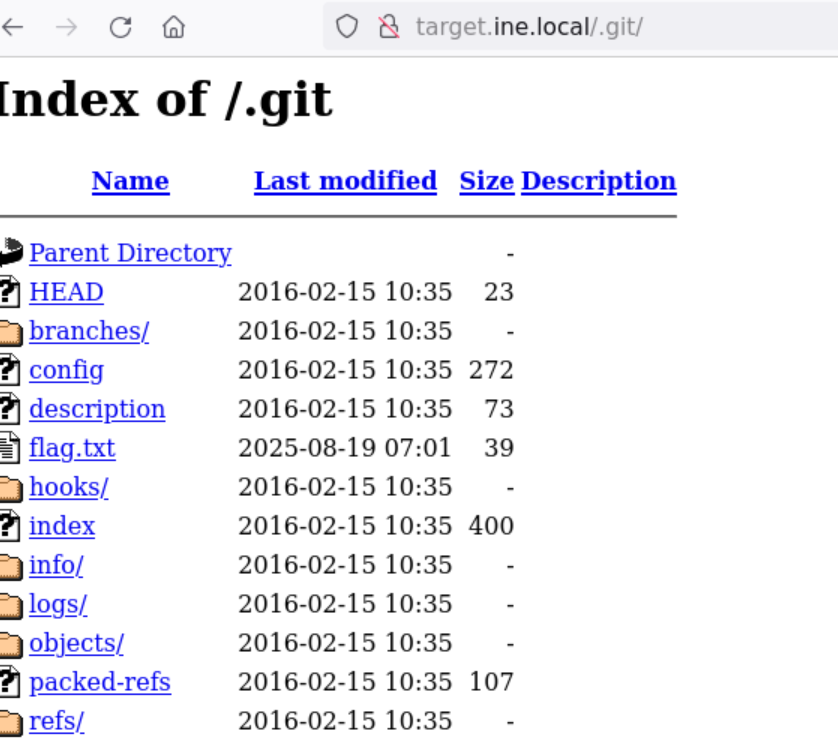 target.ine.local/.git/
Index of /.git
Name Last modified Size Description
Parent Directory -
HEAD 2016-02-15 10:35 23
branches/ 2016-02-15 10:35 -
config 2016-02-15 10:35 272
description 2016-02-15 10:35 73
flag.txt 2025-08-19 07:01 39
hooks/ 2016-02-15 10:35 -
index 2016-02-15 10:35 400
info/ 2016-02-15 10:35 -
logs/ 2016-02-15 10:35 -
objects/ 2016-02-15 10:35 -
packed-refs 2016-02-15 10:35 107
refs/ 2016-02-15 10:35 -